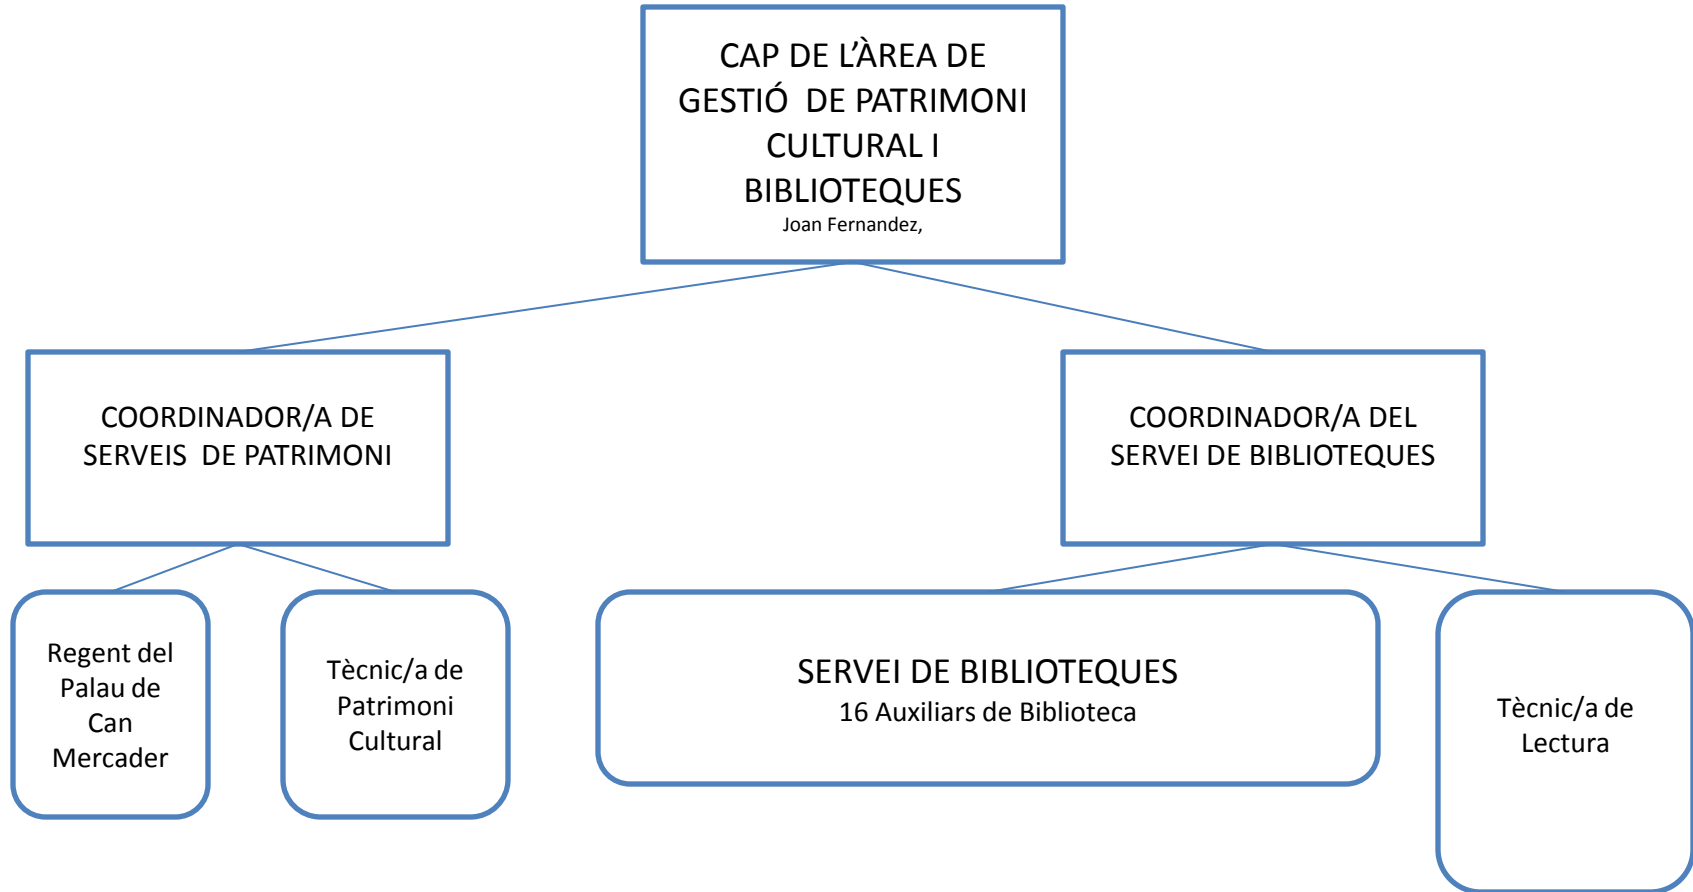 CAP DE L'ÀREA DE
GESTIÓ  DE PATRIMONI
CULTURAL I
BIBLIOTEQUES
Joan Fernandez,
COORDINADOR/A DE
SERVEIS  DE PATRIMONI
COORDINADOR/A DEL
SERVEI DE BIBLIOTEQUES
Regent del
Palau de
Can
Mercader
Tècnic/a de
Patrimoni
Cultural
SERVEI DE BIBLIOTEQUES
16 Auxiliars de Biblioteca
Tècnic/a de
Lectura